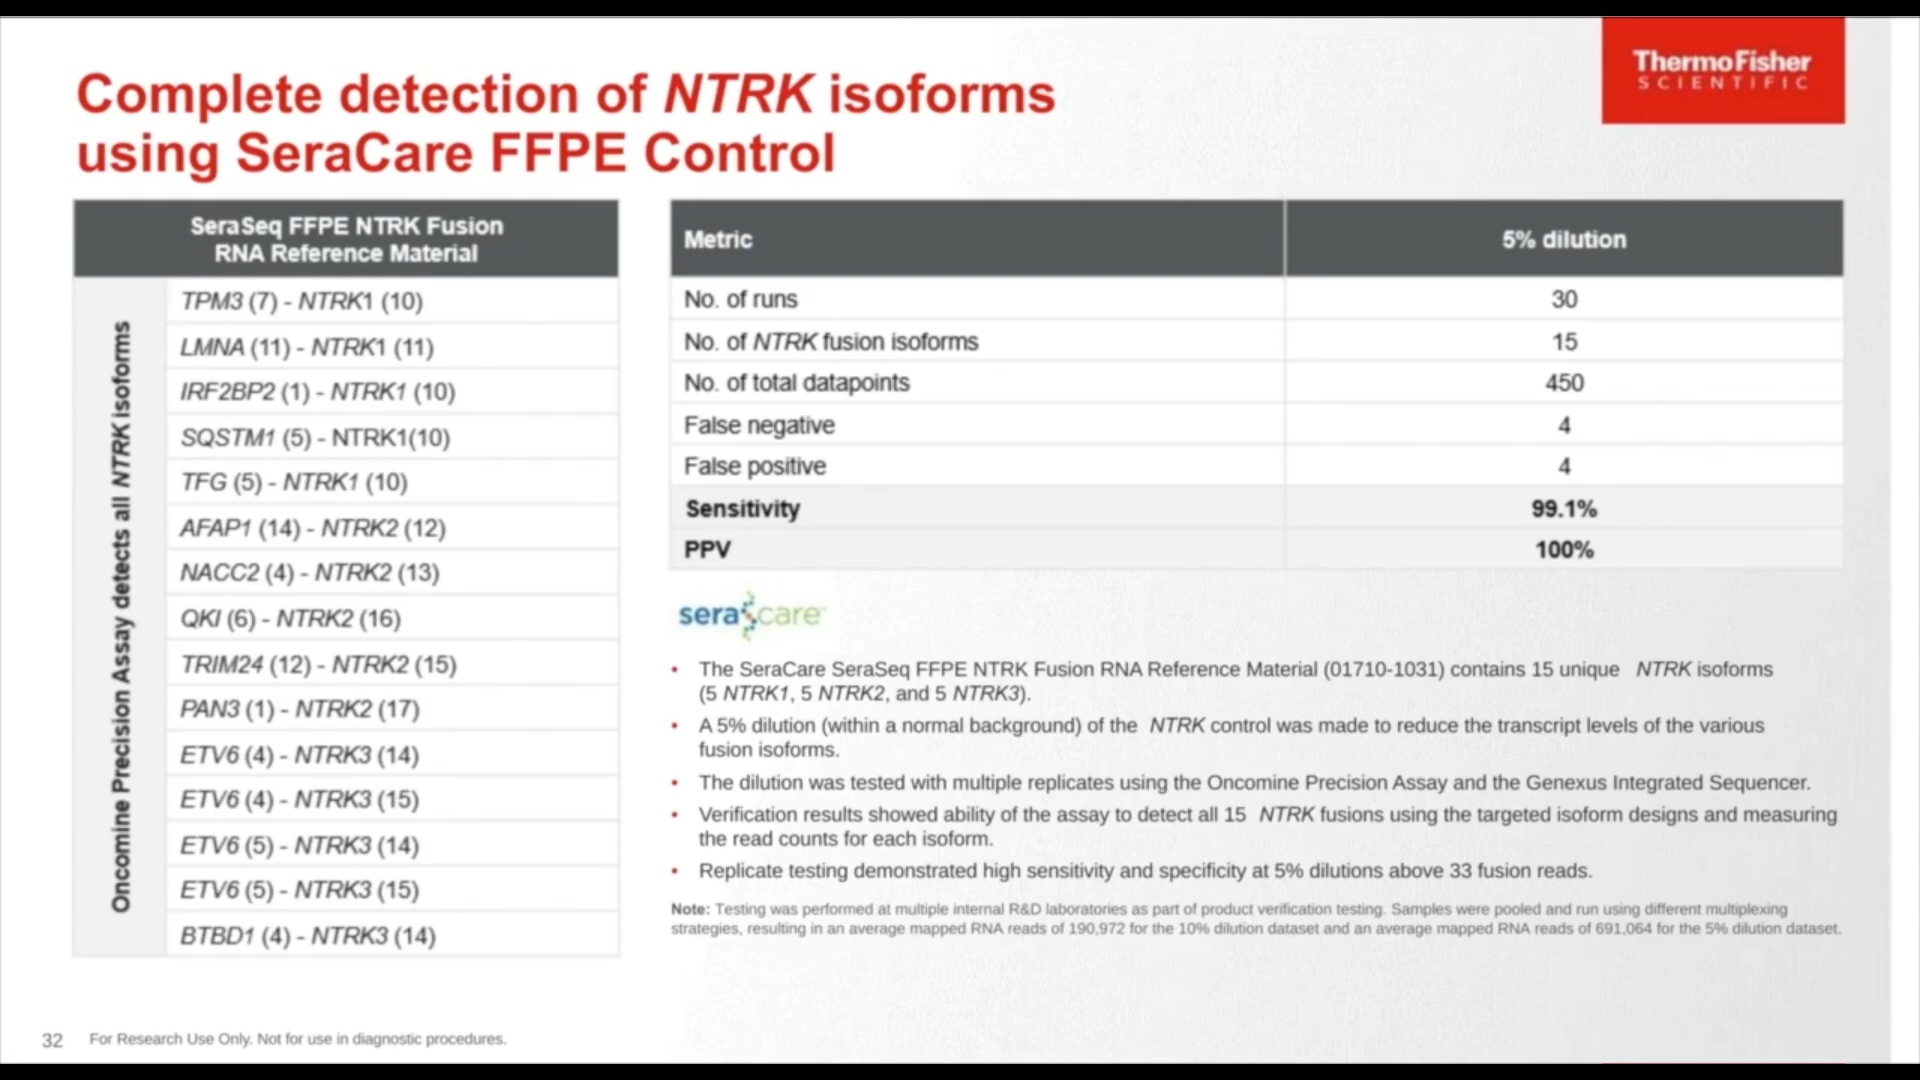 ThermoFisher
SCIENTIFIC
Complete detection of NTRK isoforms
using SeraCare FFPE Control
SeraSeq FFPE NTRK Fusion
RNA Reference Material
Oncomine Precision Assay detects all NTRK isoforms
TPM3 (7) - NTRK1 (10)
LMNA (11) - NTRK1 (11)
IRF2BP2 (1) - NTRK1 (10)
SQSTM1 (5) - NTRK1(10)
TFG (5) - NTRK1 (10)
AFAP1 (14) - NTRK2 (12)
NACC2 (4) - NTRK2 (13)
QKI (6) - NTRK2 (16)
TRIM24 (12) - NTRK2 (15)
PAN3 (1) - NTRK2 (17)
ETV6 (4) - NTRK3 (14)
ETV6 (4) - NTRK3 (15)
ETV6 (5) - NTRK3 (14)
ETV6 (5) - NTRK3 (15)
BTBD1 (4) - NTRK3 (14)
Metric 5% dilution
No. of runs 30
No. of NTRK fusion isoforms 15
No. of total datapoints 450
False negative 4
False positive 4
Sensitivity 99.1%
PPV 100%
seracare
• The SeraCare SeraSeq FFPE NTRK Fusion RNA Reference Material (01710-1031) contains 15 unique NTRK isoforms
(5 NTRK1, 5 NTRK2, and 5 NTRK3).
• A 5% dilution (within a normal background) of the NTRK control was made to reduce the transcript levels of the various
fusion isoforms.
• The dilution was tested with multiple replicates using the Oncomine Precision Assay and the Genexus Integrated Sequencer.
• Verification results showed ability of the assay to detect all 15 NTRK fusions using the targeted isoform designs and measuring
the read counts for each isoform.
• Replicate testing demonstrated high sensitivity and specificity at 5% dilutions above 33 fusion reads.
Note: Testing was performed at multiple internal R&D laboratories as part of product verification testing. Samples were pooled and run using different multiplexing
strategies, resulting in an average mapped RNA reads of 190,972 for the 10% dilution dataset and an average mapped RNA reads of 691,064 for the 5% dilution dataset.
32 For Research Use Only. Not for use in diagnostic procedures.